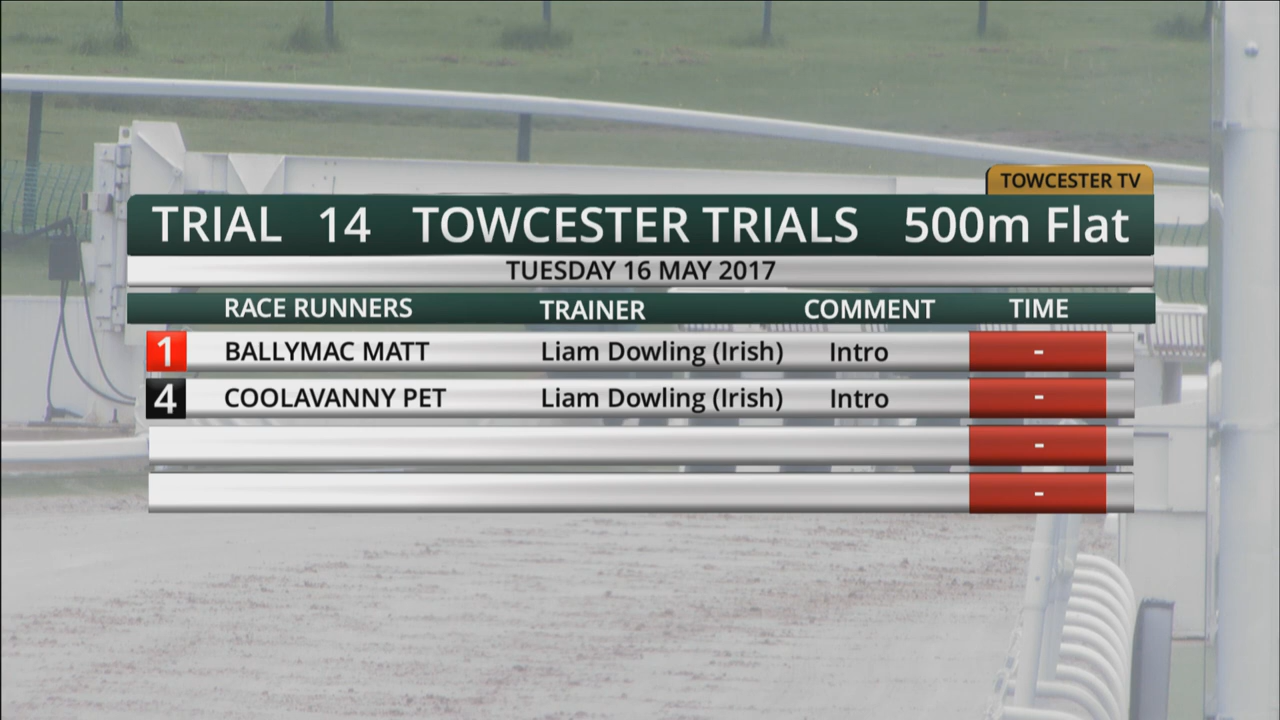 TOWCESTER TV
TRIAL 14 TOWCESTER TRIALS 500m Flat
TUESDAY 16 MAY 2017
RACE RUNNERS TRAINER COMMENT TIME
1 BALLYMAC MATT Liam Dowling (Irish) Intro -
4 COOLAVANNY PET Liam Dowling (Irish) Intro -
-
-